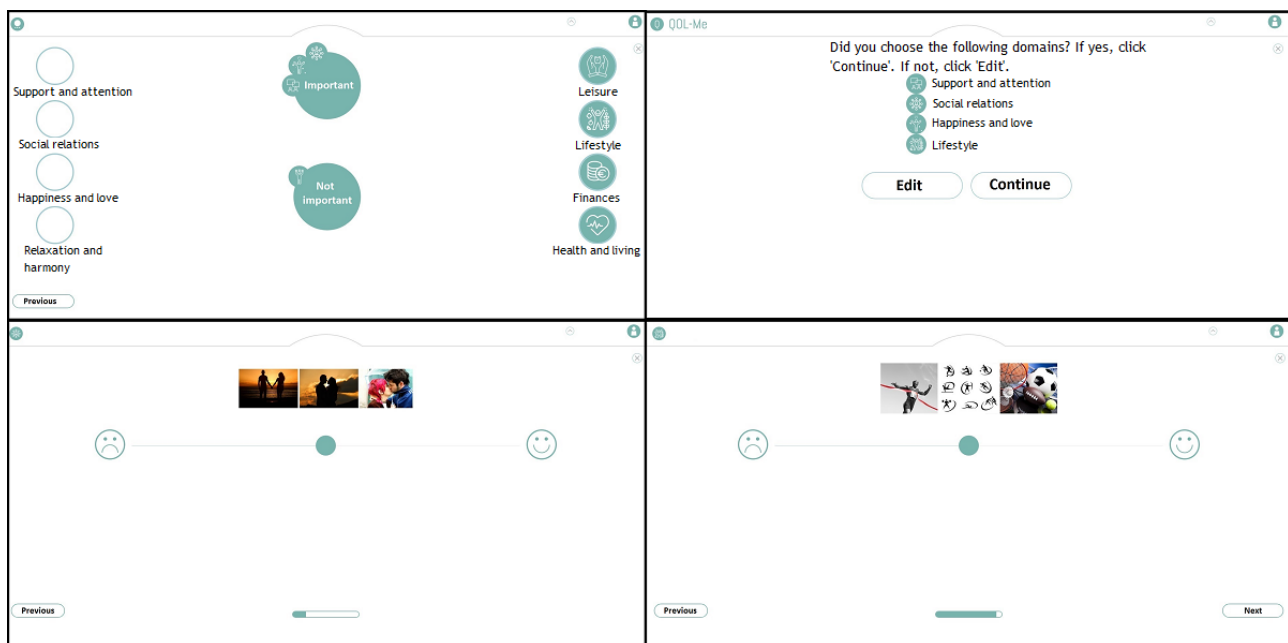 Support and attention
Social relations
Happiness and love
Relaxation and
harmony
Important
Not
important
Leisure
Lifestyle
Finances
Health and living
Previous
QOL-Me
Did you choose the following domains? If yes, click
'Continue'. If not, click 'Edit'.
Support and attention
Social relations
Happiness and love
Lifestyle
Edit
Continue
Previous
Previous
Next